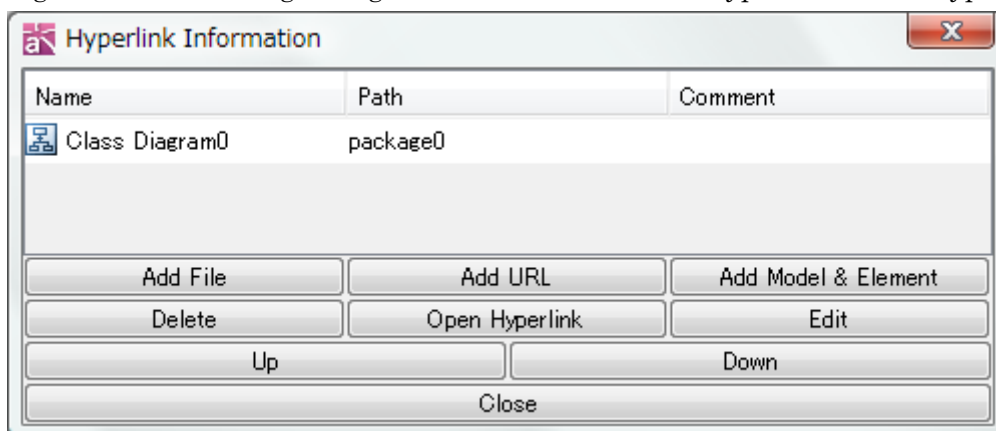 Hyperlink Information
Name Path Comment
Class Diagram0 package0
Add File Add URL Add Model & Element
Delete Open Hyperlink Edit
Up Down
Close